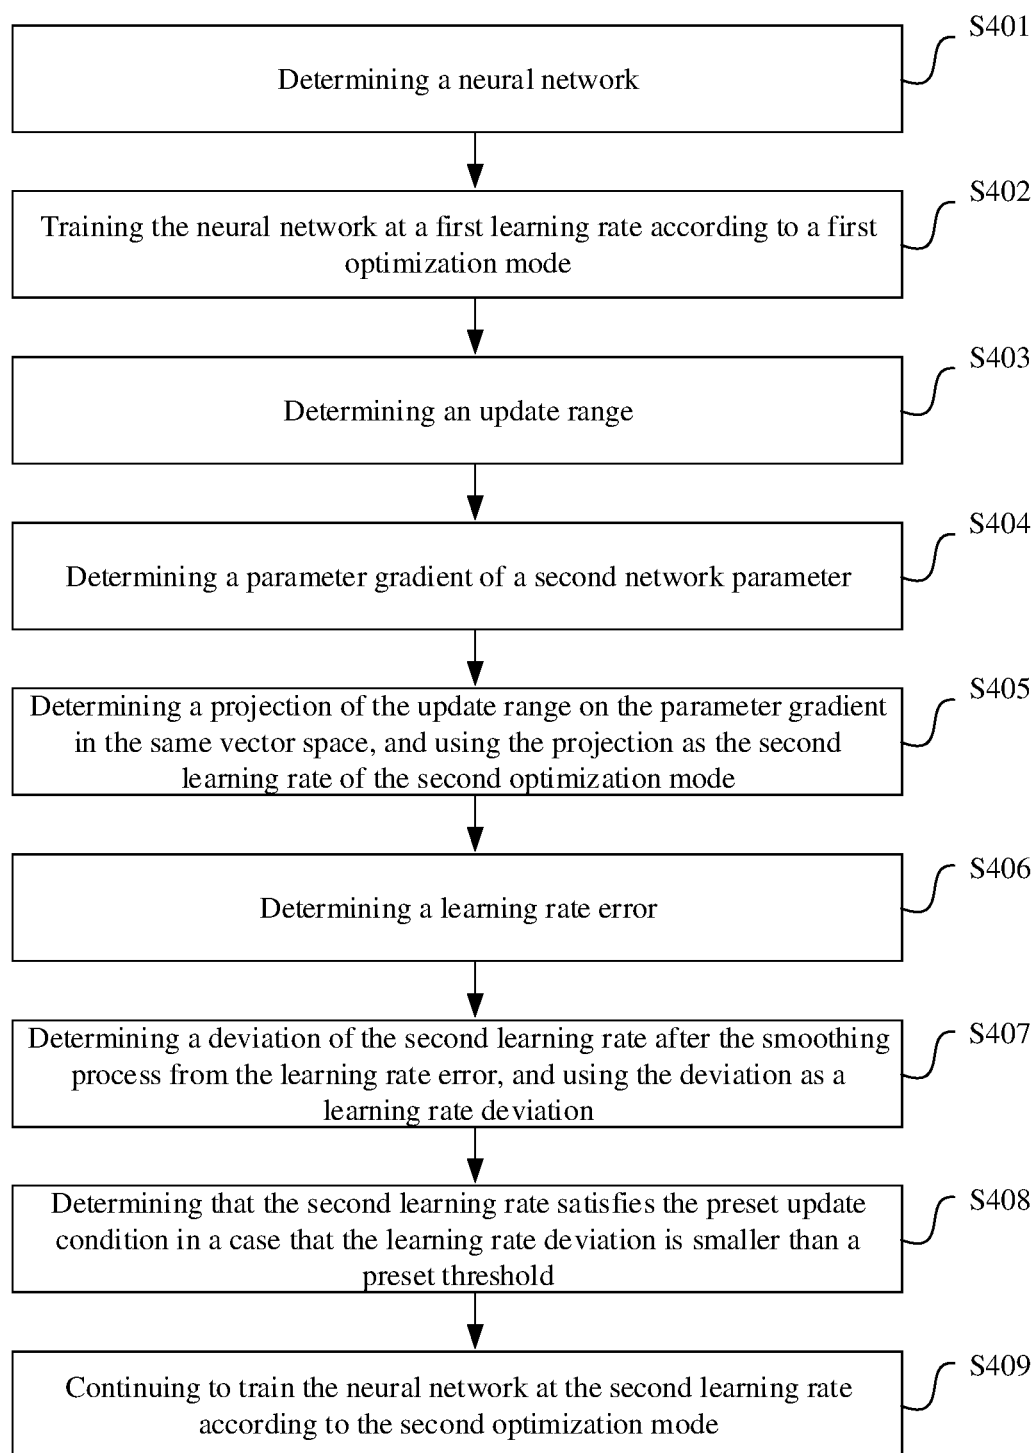 S401
Determining a neural network
S402
Training the neural network at a first learning rate according to a first
optimization mode
S403
Determining an update range
S404
Determining a parameter gradient of a second network parameter
S405
Determining a projection of the update range on the parameter gradient
in the same vector space, and using the projection as the second
learning rate of the second optimization mode
S406
Determining a learning rate error
S407
Determining a deviation of the second learning rate after the smoothing
process from the learning rate error, and using the deviation as a
learning rate deviation
S408
Determining that the second learning rate satisfies the preset update
condition in a case that the learning rate deviation is smaller than a
preset threshold
S409
Continuing to train the neural network at the second learning rate
according to the second optimization mode